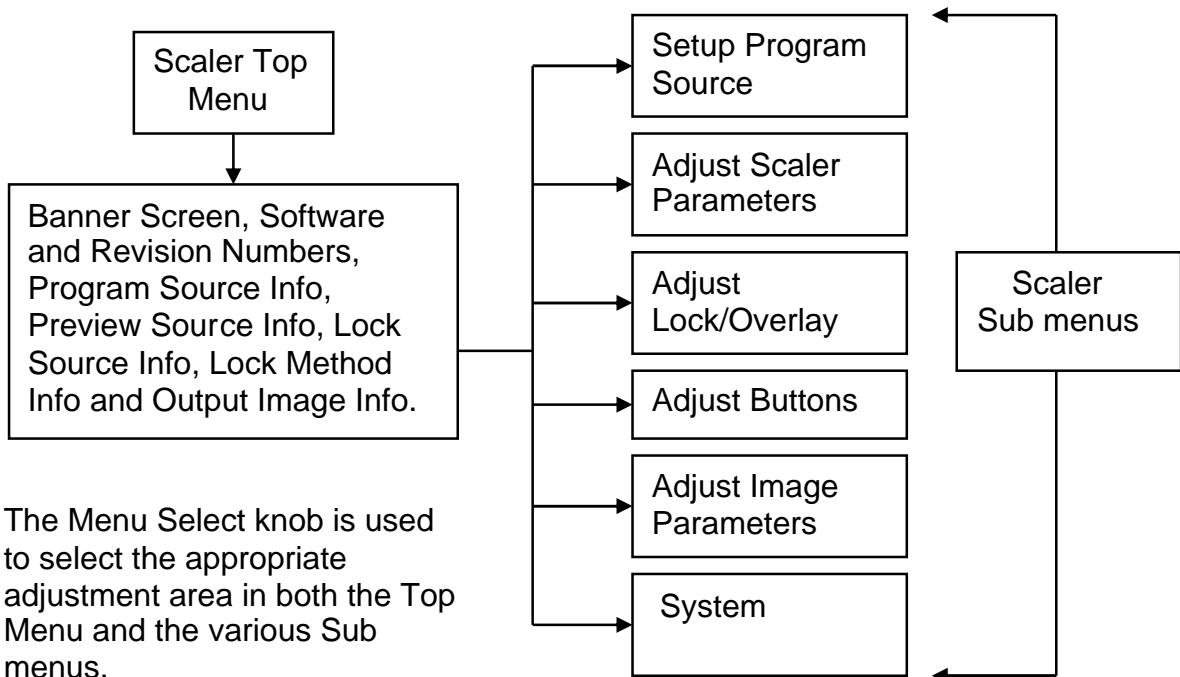 Scaler Top
Menu
Banner Screen, Software
and Revision Numbers,
Program Source Info,
Preview Source Info, Lock
Source Info, Lock Method
Info and Output Image Info.
The Menu Select knob is used
to select the appropriate
adjustment area in both the Top
Menu and the various Sub
menus.
Setup Program
Source
Adjust Scaler
Parameters
Adjust
Lock/Overlay
Adjust Buttons
Adjust Image
Parameters
System
Scaler
Sub menus